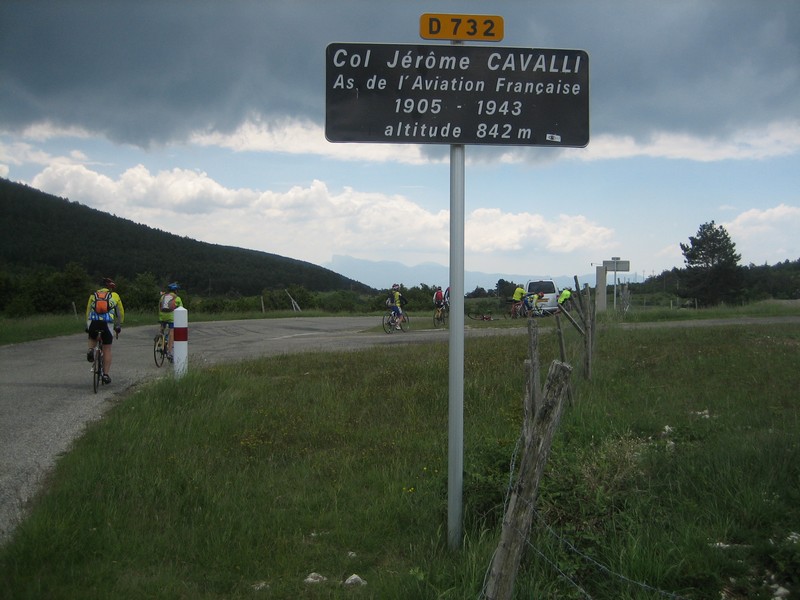 D 732
Col Jérôme CAVALLI
As. de l'Aviation Française
1905 - 1943
altitude 842 m